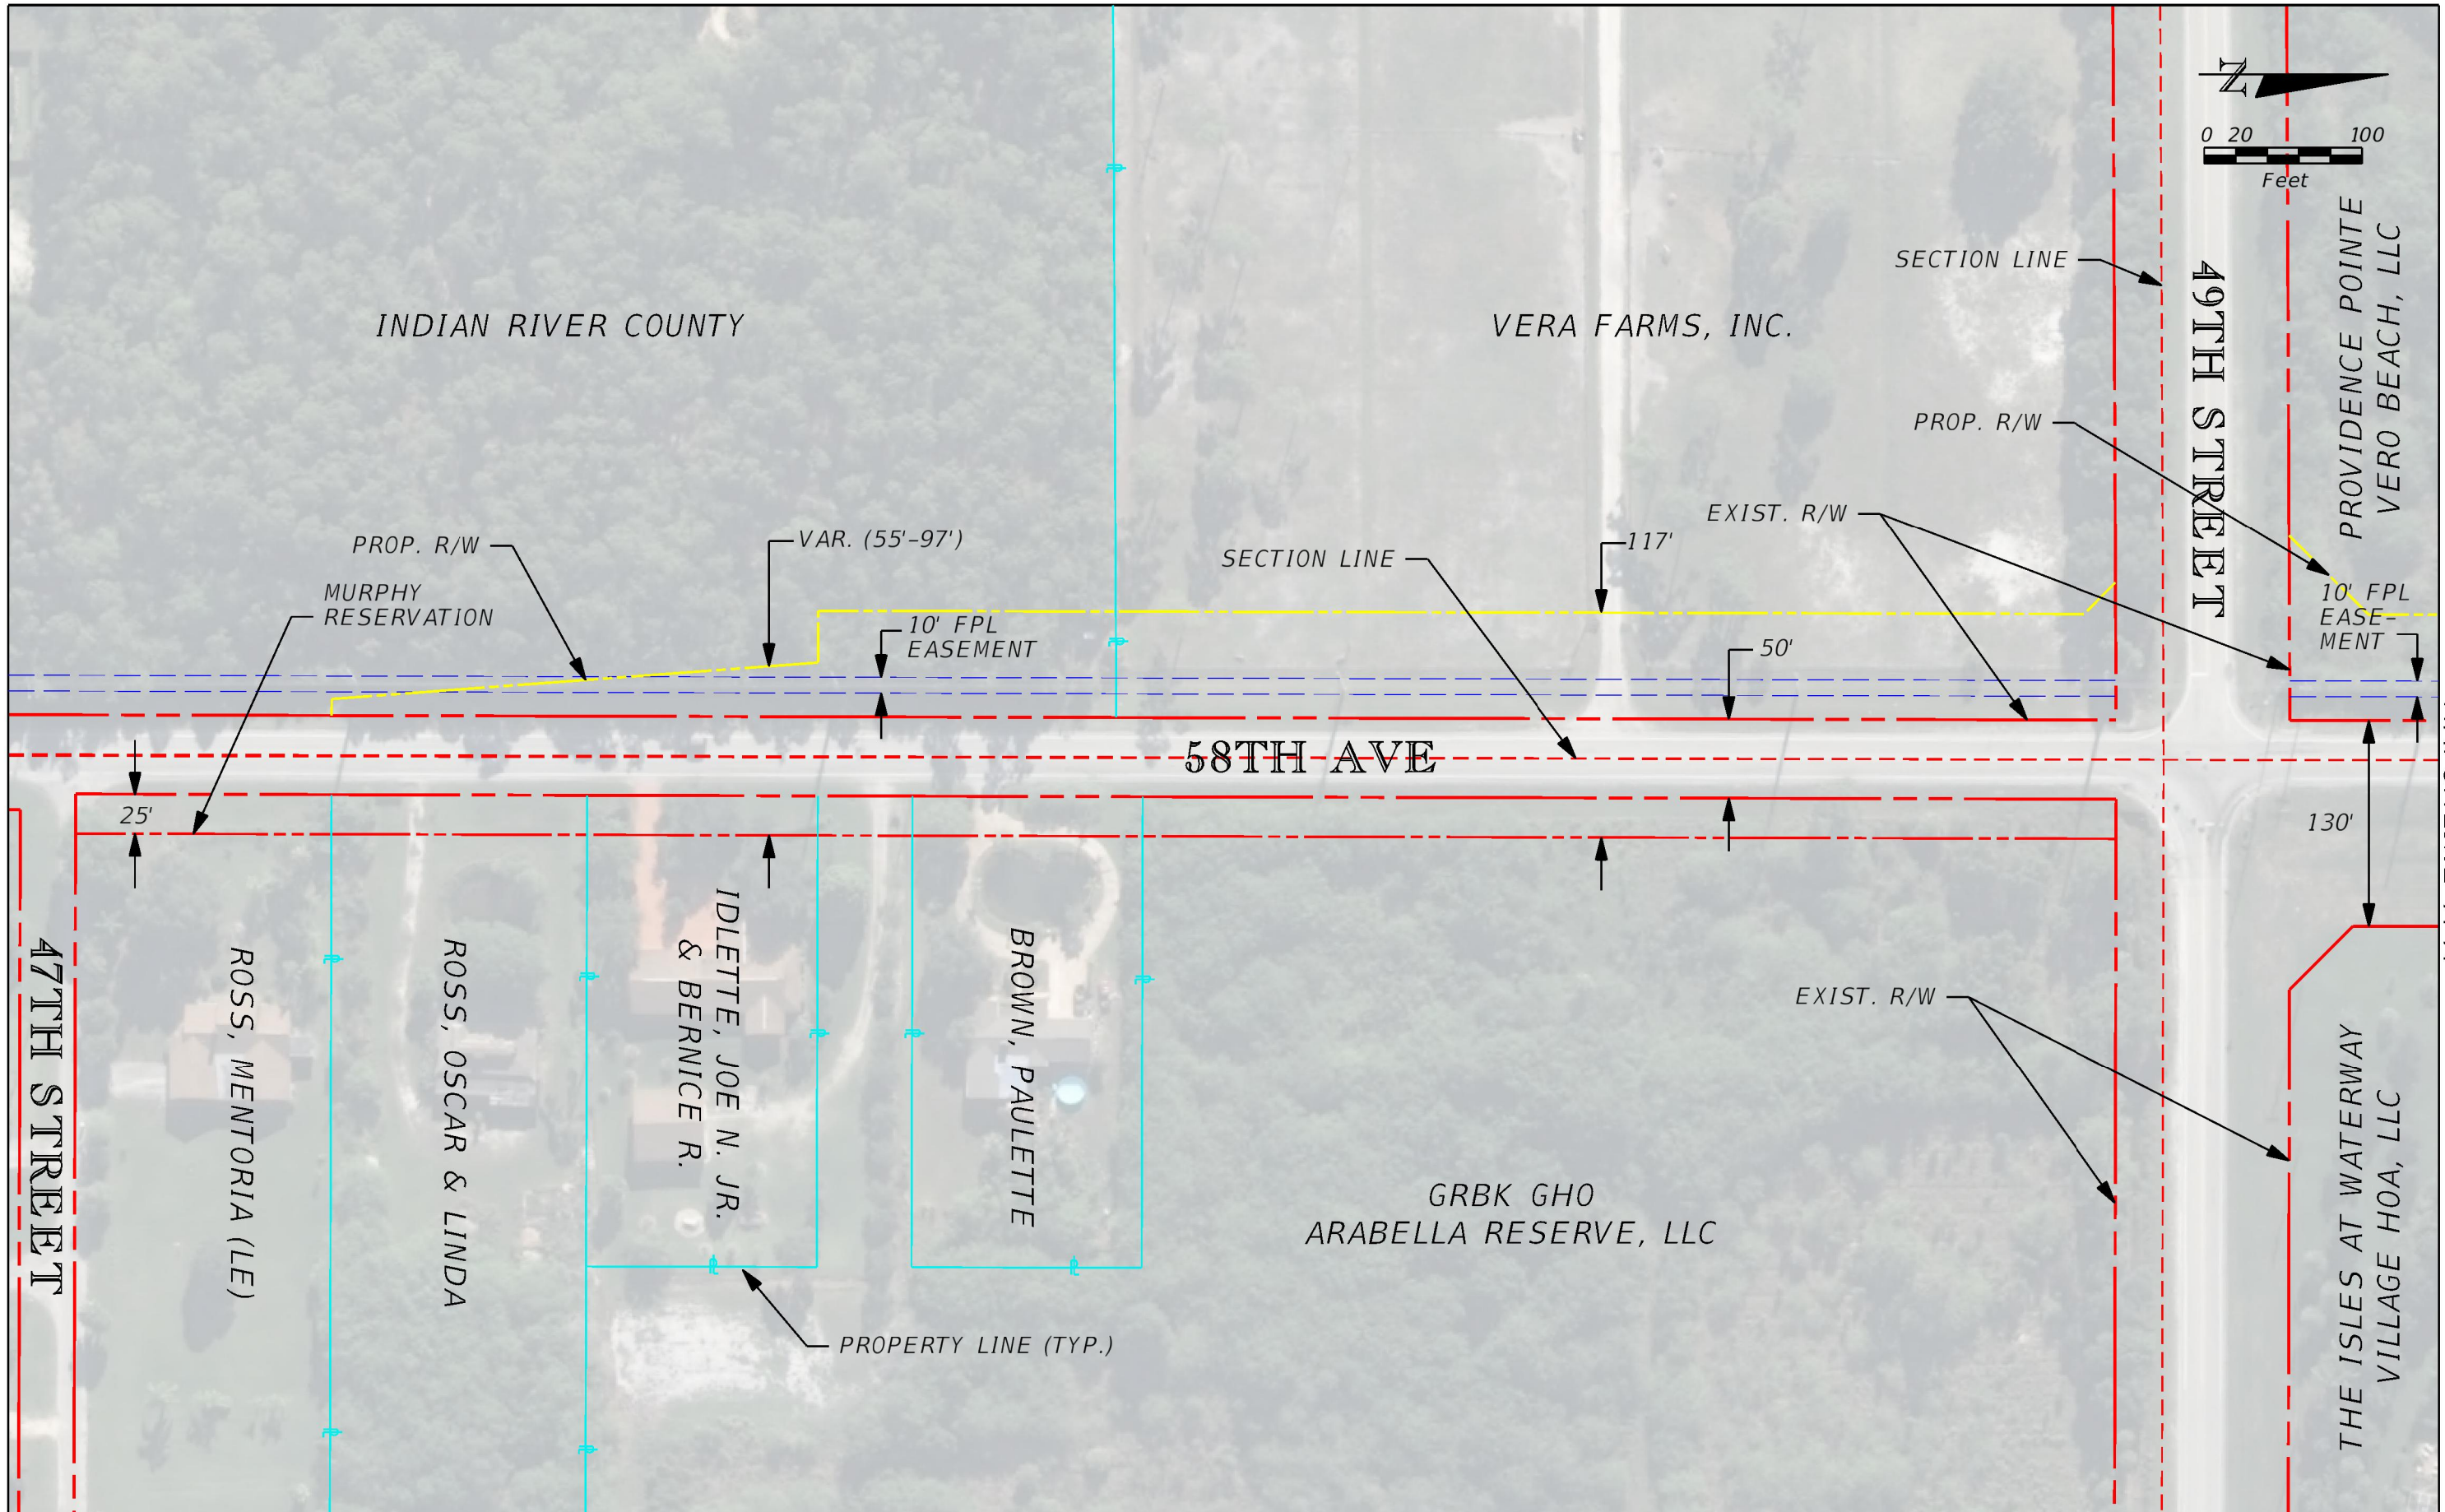 N
0 20 100
Feet
INDIAN RIVER COUNTY
VERA FARMS, INC.
SECTION LINE
49TH STREET
PROVIDENCE POINTE
VERO BEACH, LLC
PROP. R/W
EXIST. R/W
PROP. R/W
VAR. (55'-97')
SECTION LINE
117'
MURPHY
RESERVATION
10' FPL
EASEMENT
50'
10' FPL
EASE-
MENT
58TH AVE
25'
130'
47TH STREET
ROSS, MENTORIA (LE)
ROSS, OSCAR & LINDA
IDLETTE, JOE N. JR.
& BERNICE R.
BROWN, PAULETTE
EXIST. R/W
GRBK GHO
ARABELLA RESERVE, LLC
THE ISLES AT WATERWAY
VILLAGE HOA, LLC
PROPERTY LINE (TYP.)